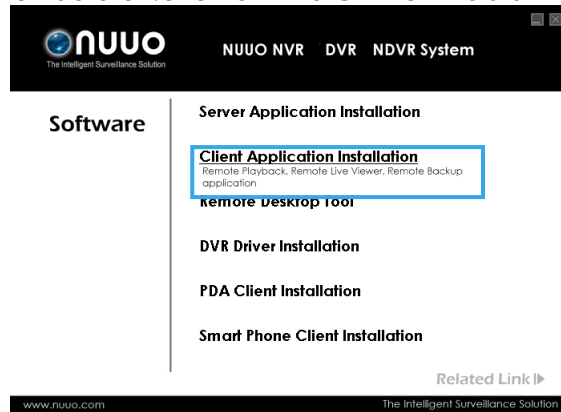 nuuo
The Intelligent Surveillance Solution
NUUO NVR DVR NDVR System
Software
Server Application Installation
Client Application Installation
Remote Playback, Remote Live Viewer, Remote Backup
application
Remote Desktop Tool
DVR Driver Installation
PDA Client Installation
Smart Phone Client Installation
Related Link
www.nuuo.com
The Intelligent Surveillance Solution